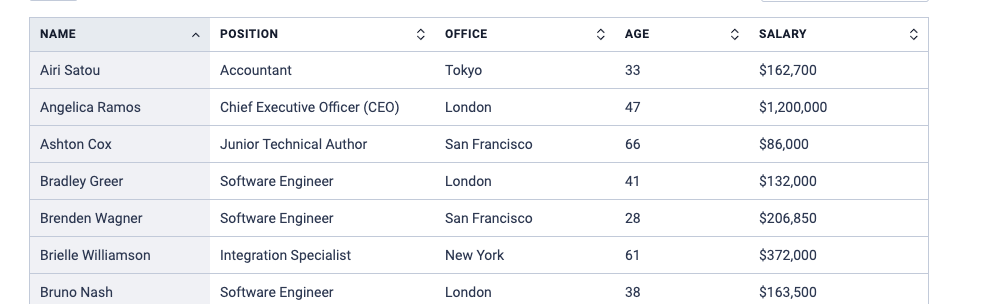 NAME POSITION OFFICE AGE SALARY
Airi Satou Accountant Tokyo 33 $162,700
Angelica Ramos Chief Executive Officer (CEO) London 47 $1,200,000
Ashton Cox Junior Technical Author San Francisco 66 $86,000
Bradley Greer Software Engineer London 41 $132,000
Brenden Wagner Software Engineer San Francisco 28 $206,850
Brielle Williamson Integration Specialist New York 61 $372,000
Bruno Nash Software Engineer London 38 $163,500